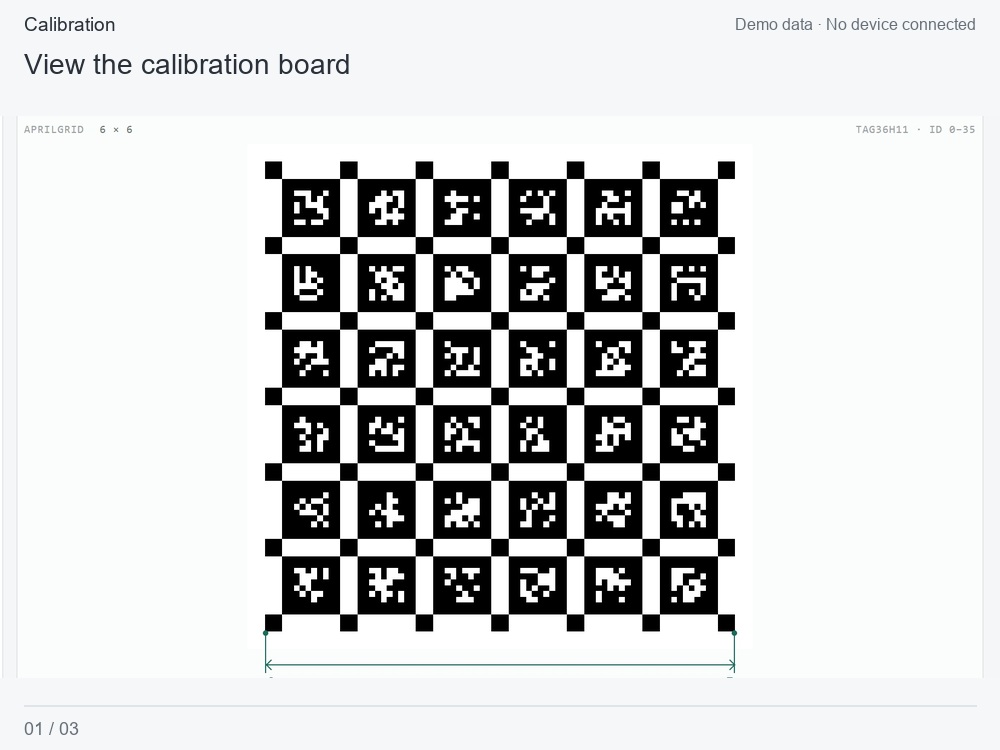 Calibration
Demo data · No device connected
View the calibration board
APRILGRID 6 × 6
TAG36H11 · ID 0–35
01 / 03